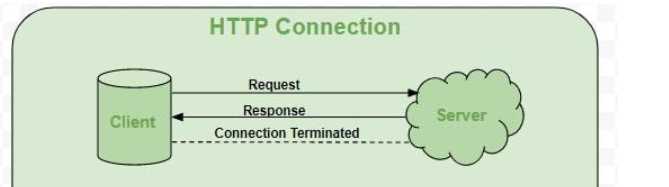 HTTP Connection
Request
Response
Client
Server
Connection Terminated